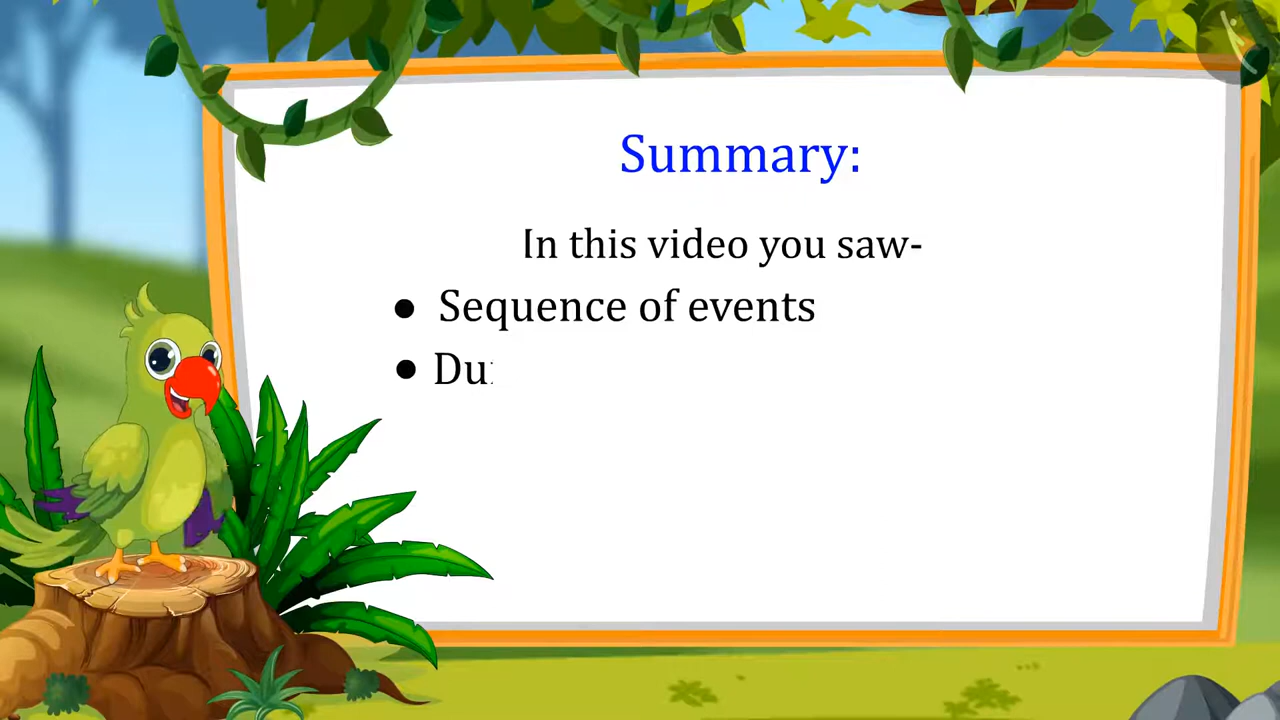 Summary:
In this video you saw-
● Sequence of events
● Du